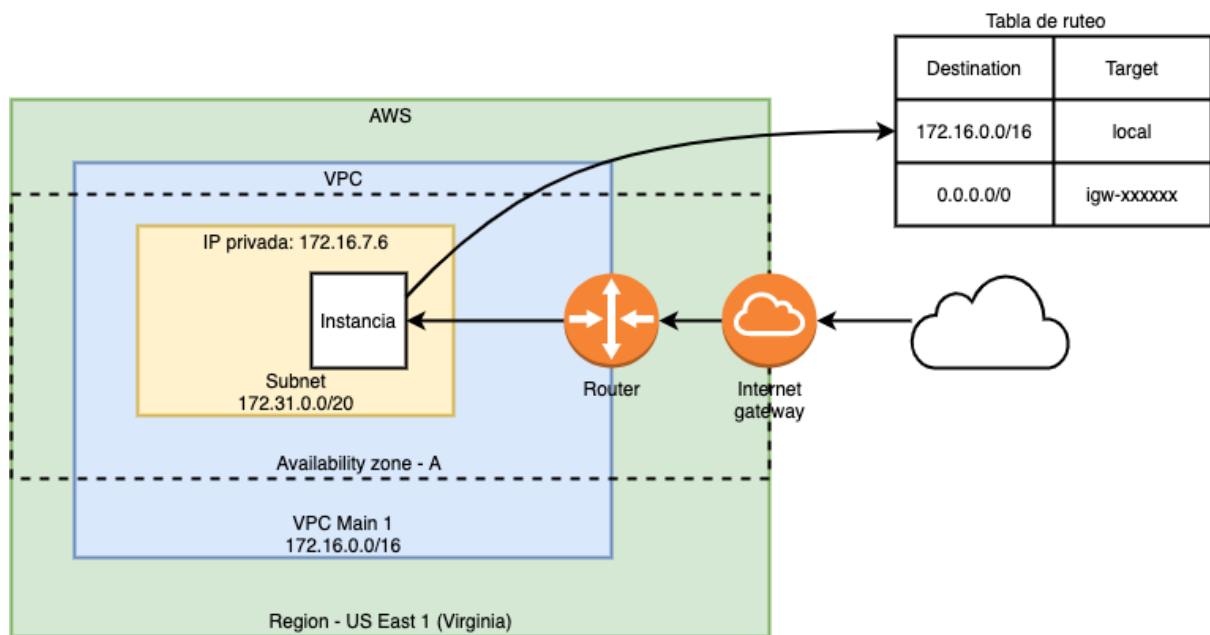 Tabla de ruteo
Destination
Target
172.16.0.0/16
local
0.0.0.0/0
igw-xxxxxx
AWS
VPC
IP privada: 172.16.7.6
Instancia
Subnet
172.31.0.0/20
Router
Internet
gateway
Availability zone - A
VPC Main 1
172.16.0.0/16
Region - US East 1 (Virginia)